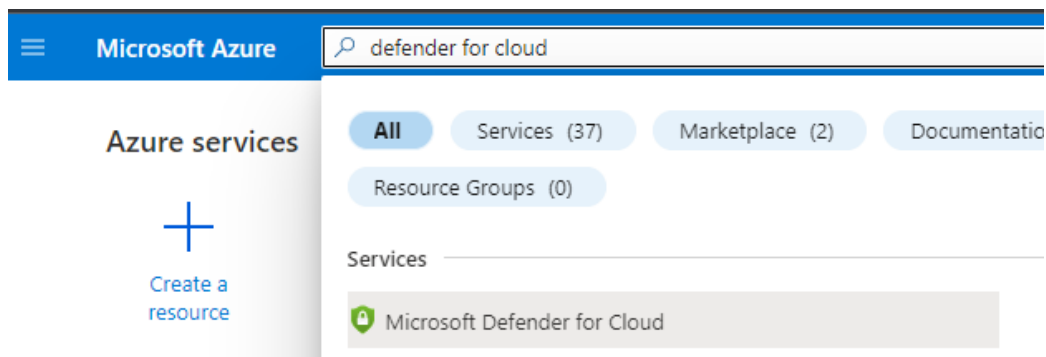 Microsoft Azure
defender for cloud
All Services (37) Marketplace (2) Documentatio
Resource Groups (0)
Azure services
Create a
resource
Services
Microsoft Defender for Cloud